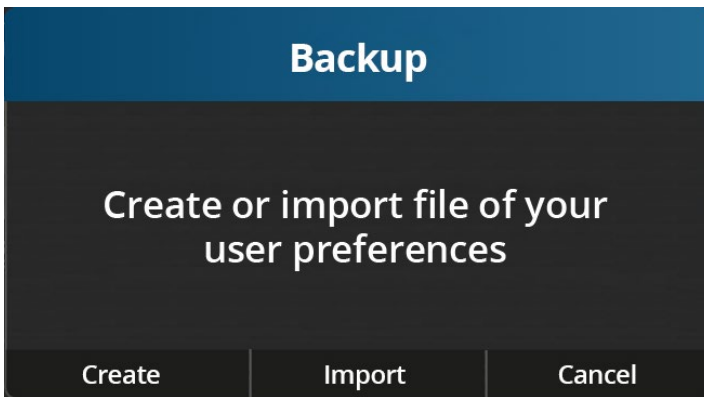 Backup
Create or import file of your
user preferences
Create Import Cancel